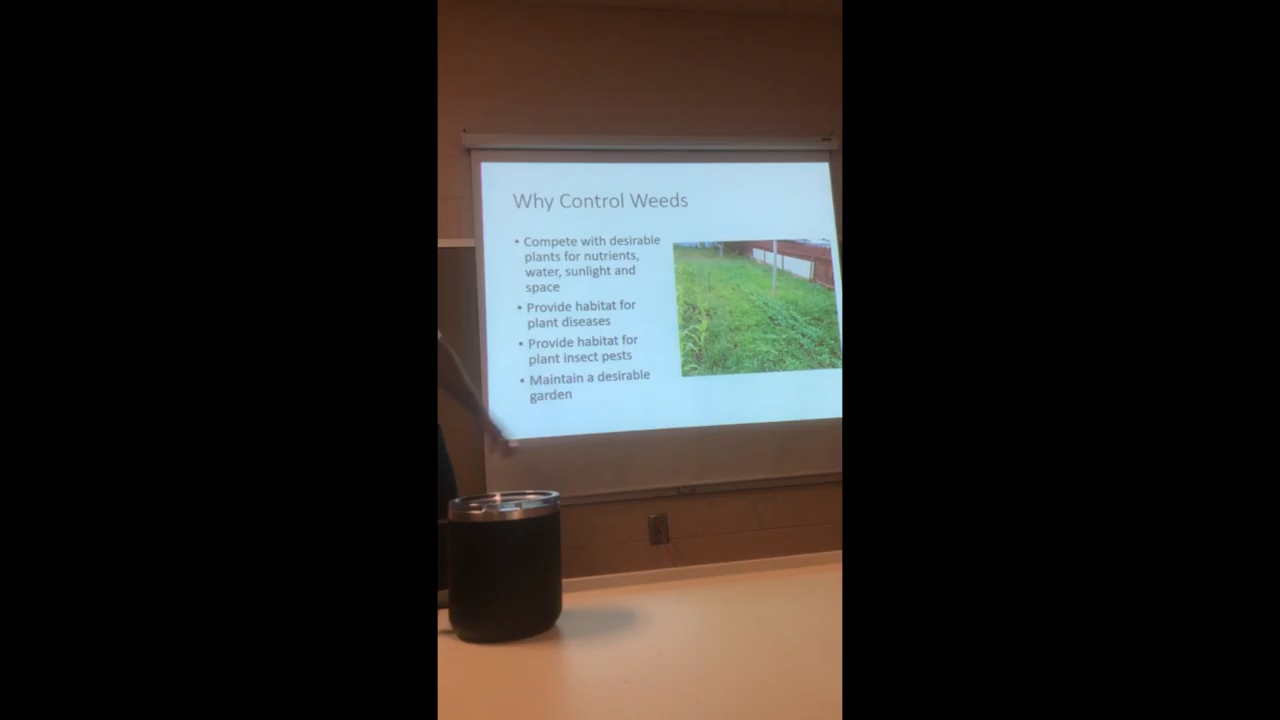 Why Control Weeds
• Compete with desirable
plants for nutrients,
water, sunlight and
space
• Provide habitat for
plant diseases
• Provide habitat for
plant insect pests
• Maintain a desirable
garden